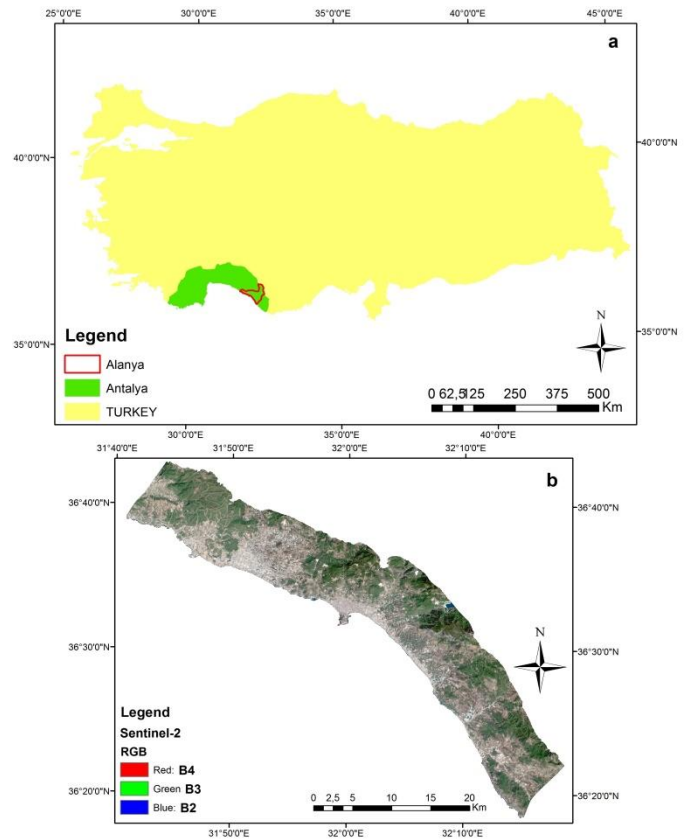 25°0'0"E 30°0'0"E 35°0'0"E 40°0'0"E 45°0'0"E
a
40°0'0"N 40°0'0"N
35°0'0"N 35°0'0"N
Legend
Alanya
Antalya
TURKEY
N
0 62,5125 250 375 500
Km
30°0'0"E 35°0'0"E 40°0'0"E
31°40'0"E 31°50'0"E 32°0'0"E 32°10'0"E
b
36°40'0"N 36°40'0"N
36°30'0"N 36°30'0"N
36°20'0"N 36°20'0"N
N
Legend
Sentinel-2
RGB
Red: B4
Green B3
Blue: B2
0 2,5 5 10 15 20
Km
31°50'0"E 32°0'0"E 32°10'0"E